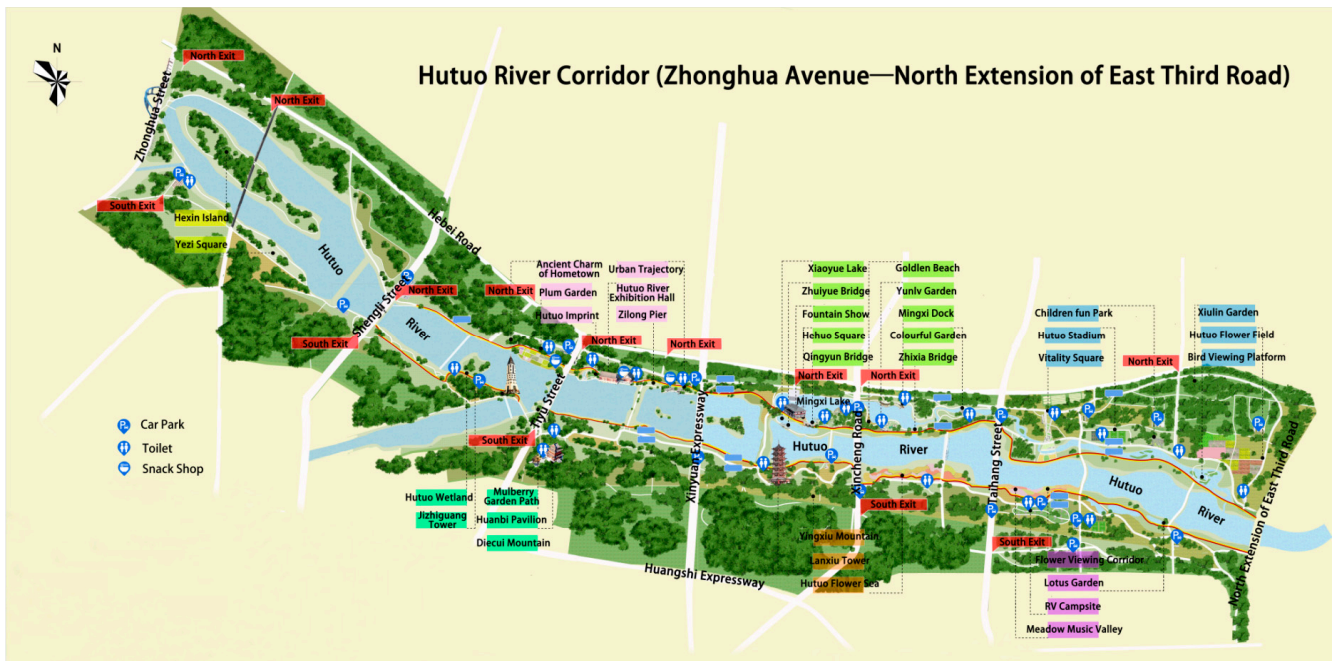 N
Hutuo River Corridor (Zhonghua Avenue—North Extension of East Third Road)
North Exit
Zhonghua Street
North Exit
South Exit
Hexin Island
Yezi Square
Hutuo
Hebei Road
Shengli Street
North Exit
South Exit
River
North Exit
Ancient Charm
of Hometown
Plum Garden
Hutuo Imprint
Urban Trajectory
Hutuo River
Exhibition Hall
Zilong Pier
North Exit
North Exit
Tiyu Street
South Exit
Xinyuan Expressway
Xiaoyue Lake
Zhuiyue Bridge
Fountain Show
Hehuo Square
Qingyun Bridge
North Exit
Goldlen Beach
Yunlv Garden
Mingxi Dock
Colourful Garden
Zhixia Bridge
North Exit
Mingxi Lake
Hutuo
River
Xincheng Road
Taihang Street
Children fun Park
Hutuo Stadium
Vitality Square
North Exit
Xiulin Garden
Hutuo Flower Field
Bird Viewing Platform
Hutuo
River
North Extension of East Third Road
Car Park
Toilet
Snack Shop
Hutuo Wetland
Jizhiguang
Tower
Mulberry
Garden Path
Huanbi Pavilion
Diecui Mountain
Huangshi Expressway
South Exit
Yingxiu Mountain
Lanxiu Tower
Hutuo Flower Sea
South Exit
Flower Viewing Corridor
Lotus Garden
RV Campsite
Meadow Music Valley